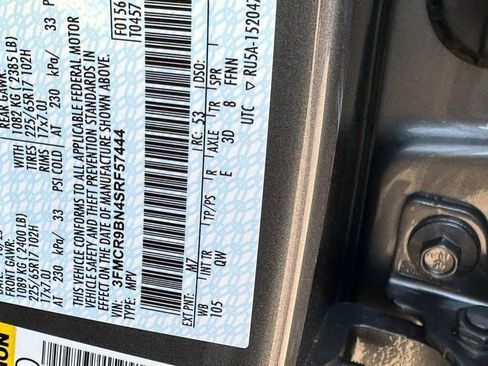 FRONT GAWR:
1089 KG ( 2400 LB)
225/65R17 102H
17x7.0J
AT 230 kPa/ 33 PSI COLD
REAR GAWR:
1082 KG ( 2385 LB)
225/65R17 102H TIRES
17x7.0J RIMS
AT 230 kPa/ 33 PSI COLD
THIS VEHICLE CONFORMS TO ALL APPLICABLE FEDERAL MOTOR
VEHICLE SAFETY AND THEFT PREVENTION STANDARDS IN
EFFECT ON THE DATE OF MANUFACTURE SHOWN ABOVE.
VIN: 3FMCR9BN4SRF57444
TYPE: MPV
F0156
T0457
EXT PNT: M7
RC: 53
DSO:
WB INT TR TP/PS R AXLE TR SPR
105 OW E 3D 8 FFNN
UTC
RU5A-152047